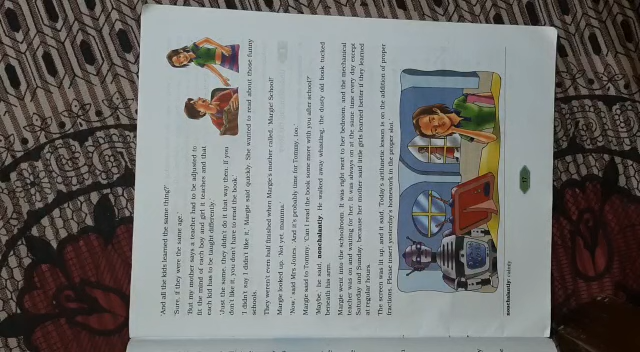 'And all the kids learned the same thing?'
'Sure, if they were the same age.'
'But my mother says a teacher had to be adjusted to
fit the mind of each boy and girl it teaches and that
each kid has to be taught differently.'
'Just the same, they didn't do it that way then. If you
don't like it, you don't have to read the book.'
'I didn't say I didn't like it,' Margie said quickly. She wanted to read about those funny
schools.
They weren't even half finished when Margie's mother called, 'Margie! School!'
Margie looked up. 'Not yet, mamma.'
'Now,' said Mrs Jones. 'And it's probably time for Tommy, too.'
Margie said to Tommy, 'Can I read the book some more with you after school?'
'Maybe,' he said, nonchalantly. He walked away whistling, the dusty old book tucked
beneath his arm.
Margie went into the schoolroom. It was right next to her bedroom, and the mechanical
teacher was on and waiting for her. It was always on at the same time every day except
Saturday and Sunday, because her mother said little girls learned better if they learned
at regular hours.
The screen was lit up, and it said, 'Today's arithmetic lesson is on the addition of proper
fractions. Please insert yesterday's homework in the proper slot.'
nonchalantly: calmly